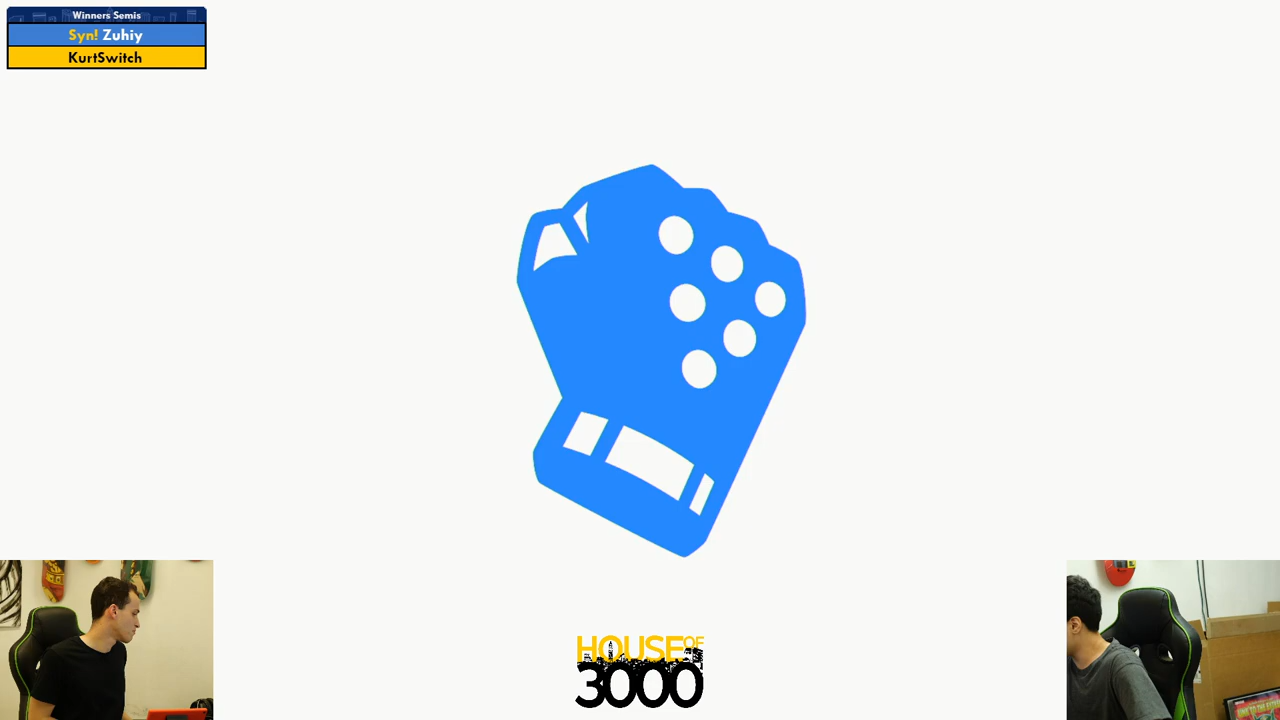 Winners Semis
Syn! Zuhiy
KurtSwitch
HOUSE OF
3000